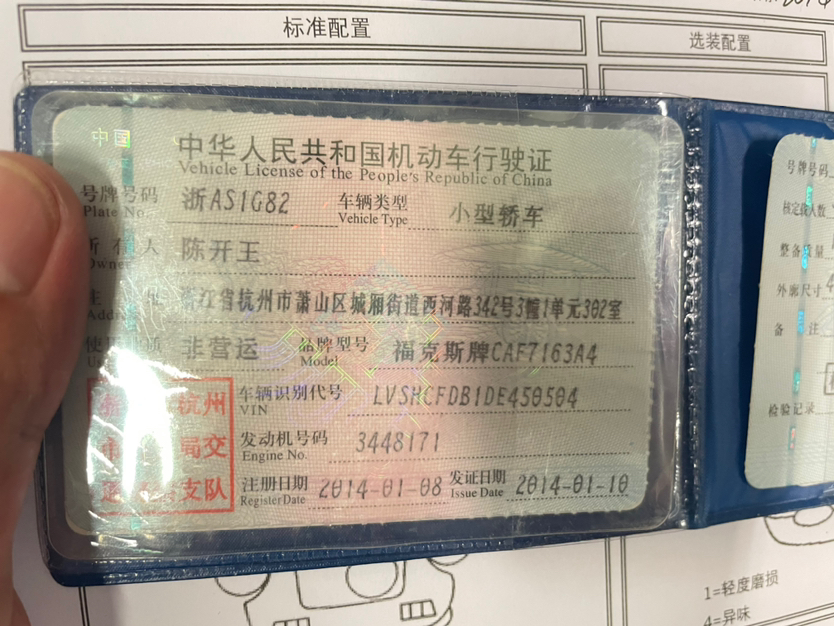 标准配置
选装配置
中国
中华人民共和国机动车行驶证
Vehicle License of the People's Republic of China
号牌号码 浙AS1G82 车辆类型 小型轿车
Plate No. Vehicle Type
所有人 陈开王
Owner
住 址 浙江省杭州市萧山区城厢街道西河路342号3幢1单元302室
Address
使 非营运 品牌型号 福克斯牌CAF7163A4
Model
车辆识别代号 LVSHCFDB1DE450504
VIN
杭州
局交
支队
发动机号码 3448171
Engine No.
注册日期 2014-01-08 发证日期 2014-01-10
Register Date Issue Date
号牌号码
核定载人数
整备质量
外廓尺寸
备 注
检验记录
1=轻度磨损
4=异味